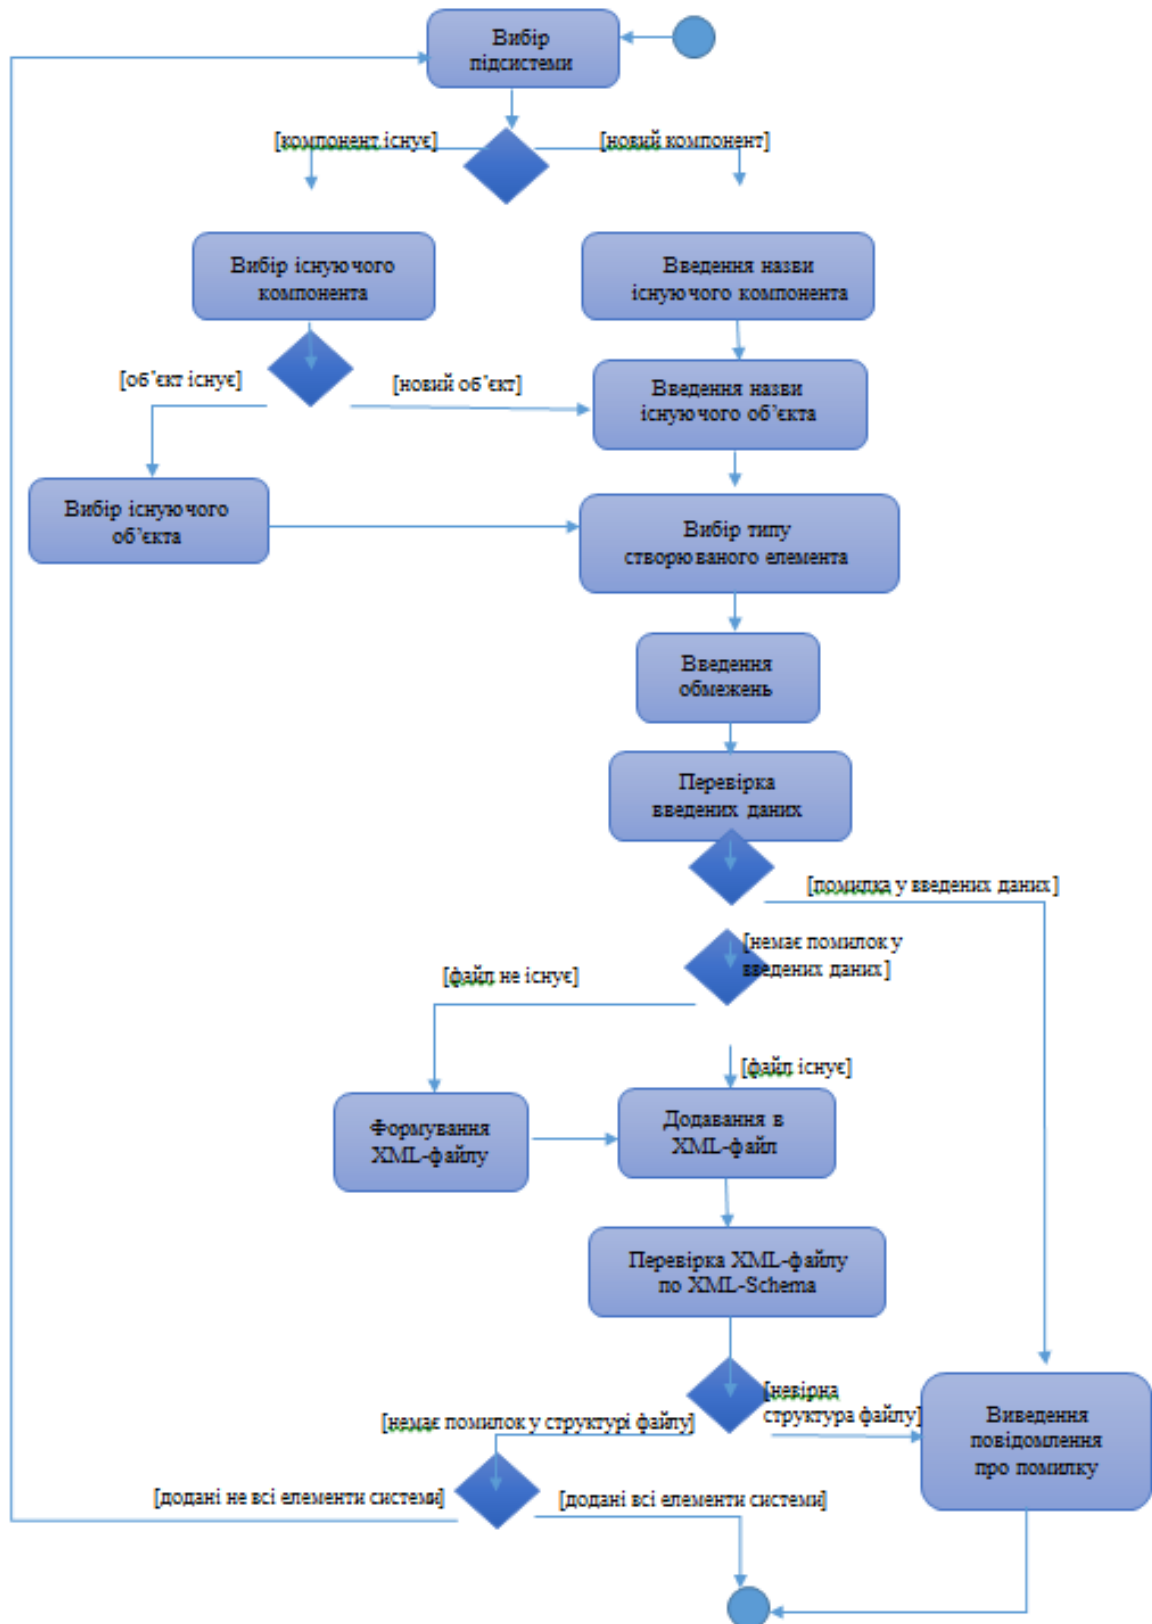 Вибір
підсистеми
[компонент існує]
[новий компонент]
Вибір існуючого
компонента
Введення назви
існуючого компонента
[об'єкт існує]
[новий об'єкт]
Введення назви
існуючого об'єкта
Вибір існуючого
об'єкта
Вибір типу
створюваного елемента
Введення
обмежень
Перевірка
введених даних
[помилка у введених даних]
[немає помилок у
введених даних]
[файл не існує]
[файл існує]
Формування
XML-файлу
Додавання в
XML-файл
Перевірка XML-файлу
по XML-Schema
[невірна
структура файлу]
[немає помилок у структурі файлу]
Виведення
повідомлення
про помилку
[додані не всі елементи системи]
[додані всі елементи системи]